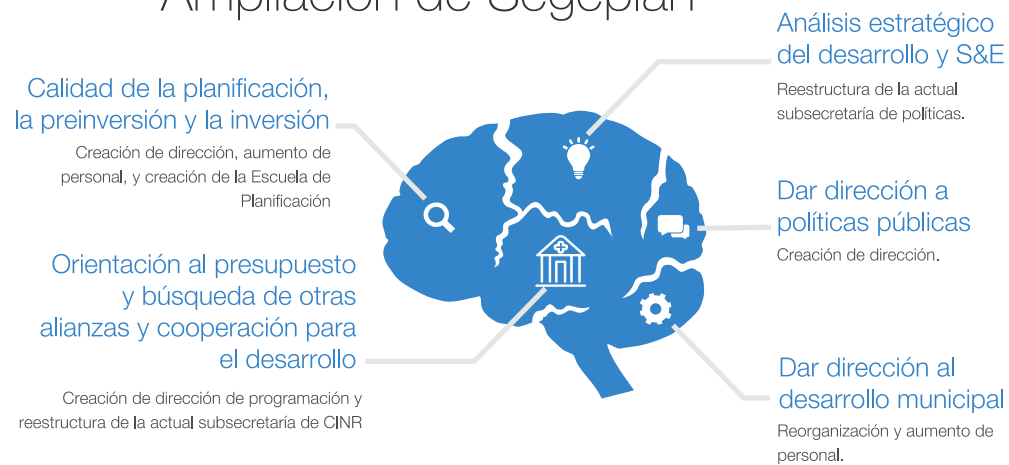 Ampliación de Segeplan
Calidad de la planificación,
la preinversión y la inversión
Creación de dirección, aumento de
personal, y creación de la Escuela de
Planificación
Orientación al presupuesto
y búsqueda de otras
alianzas y cooperación para
el desarrollo
Creación de dirección de programación y
reestructura de la actual subsecretaría de CINR
Análisis estratégico
del desarrollo y S&E
Reestructura de la actual
subsecretaría de políticas.
Dar dirección a
políticas públicas
Creación de dirección.
Dar dirección al
desarrollo municipal
Reorganización y aumento de
personal.